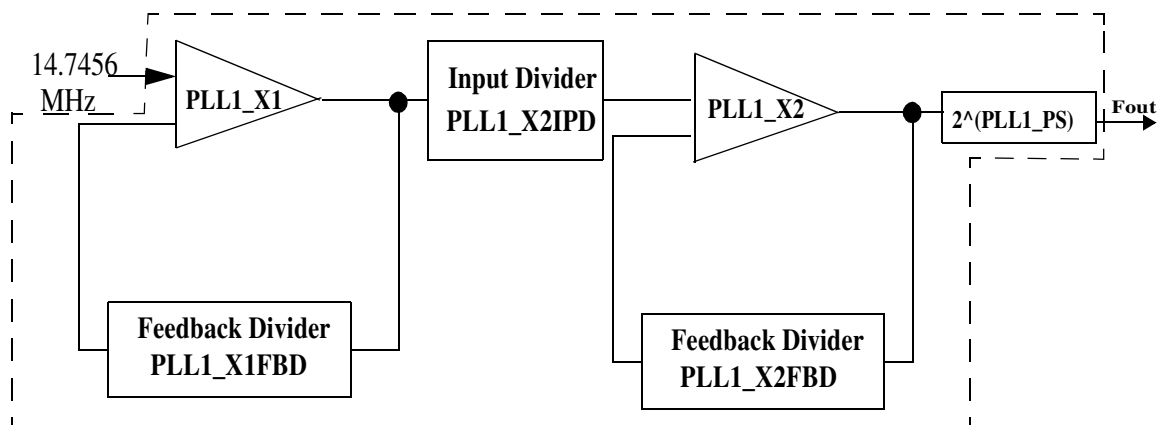 14.7456
MHz
PLL1_X1
Input Divider
PLL1_X2IPD
PLL1_X2
2^(PLL1_PS)
Fout
Feedback Divider
PLL1_X1FBD
Feedback Divider
PLL1_X2FBD